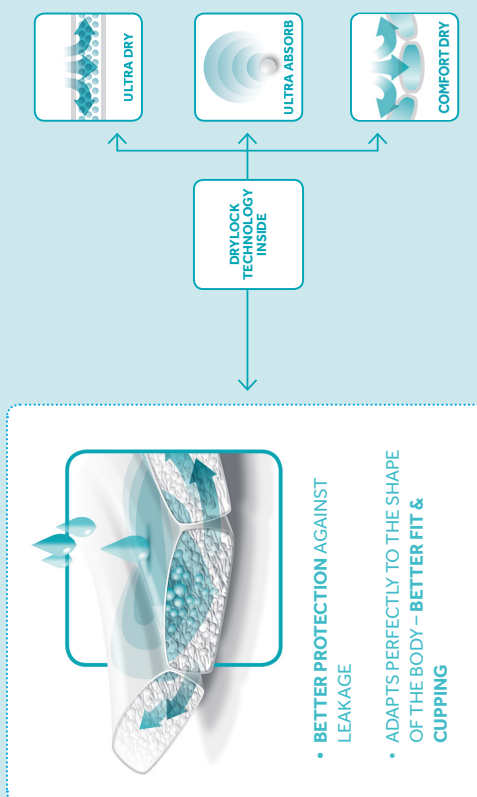 • BETTER PROTECTION AGAINST
LEAKAGE
• ADAPTS PERFECTLY TO THE SHAPE
OF THE BODY – BETTER FIT &
CUPPING
DRYLOCK
TECHNOLOGY
INSIDE
ULTRA DRY
ULTRA ABSORB
COMFORT DRY